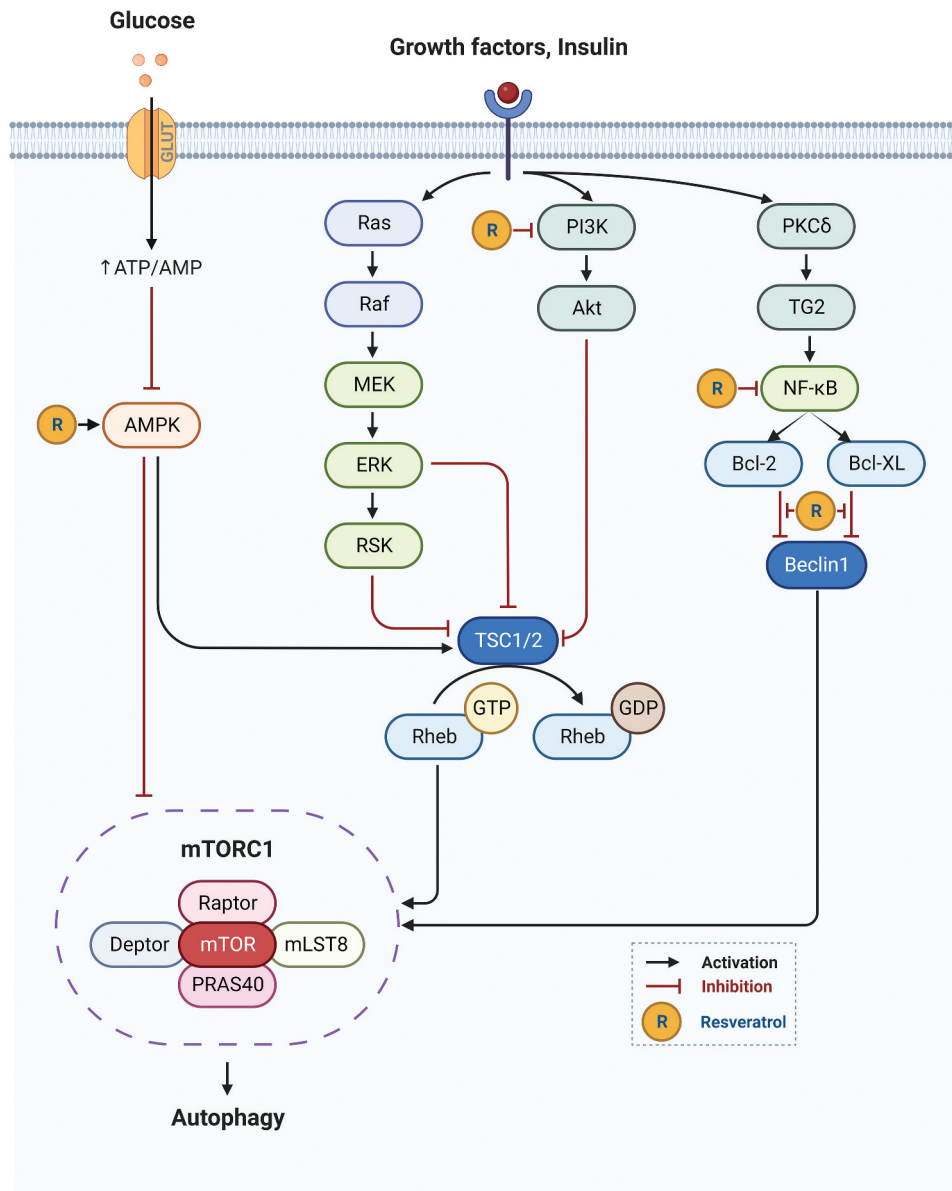 Glucose
Growth factors, Insulin
GLUT
Ras
R
PI3K
PKCδ
↑ATP/AMP
Raf
Akt
TG2
MEK
R
NF-κB
R
AMPK
ERK
Bcl-2
Bcl-XL
R
RSK
Beclin1
TSC1/2
GTP
GDP
Rheb
Rheb
mTORC1
Raptor
Deptor
mTOR
mLST8
PRAS40
Activation
Inhibition
R
Resveratrol
Autophagy